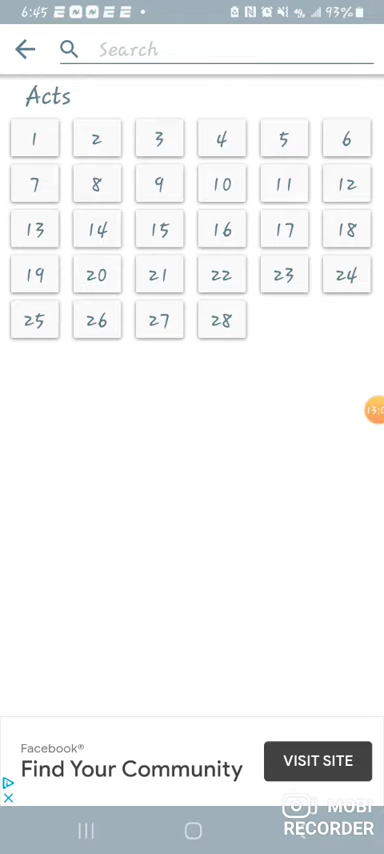 6:45 93%
Search
Acts
1 2 3 4 5 6
7 8 9 10 11 12
13 14 15 16 17 18
19 20 21 22 23 24
25 26 27 28
13:0
Facebook®
Find Your Community
VISIT SITE
MOBI
RECORDER